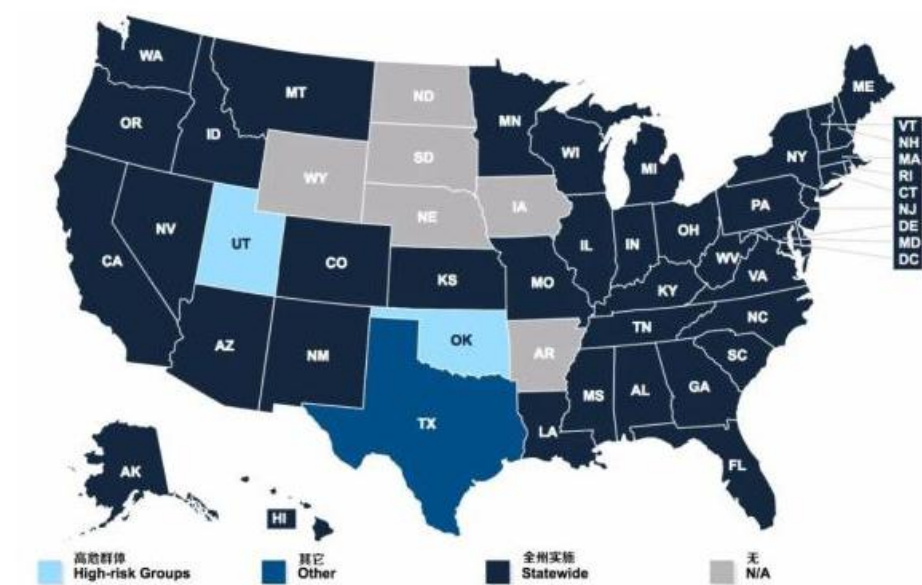 WA
MT
ND
MN
ME
OR
ID
SD
WI
MI
NY
VT
NH
MA
RI
CT
NJ
DE
MD
DC
WY
NE
IA
PA
NV
UT
CO
IL
IN
OH
WV
VA
CA
KS
MO
KY
NC
TN
AZ
NM
OK
AR
SC
MS
AL
GA
TX
LA
FL
AK
HI
高危群体
High-risk Groups
其它
Other
全州实施
Statewide
无
N/A